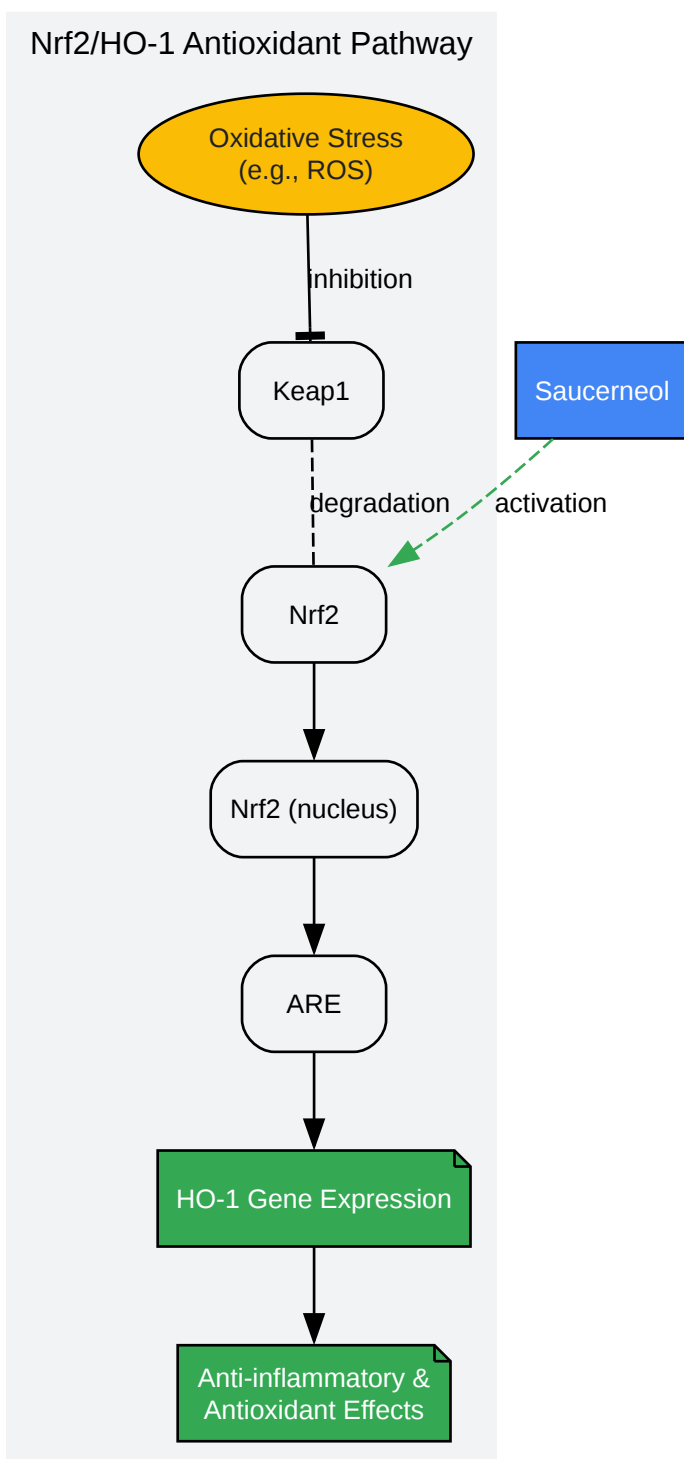 Nrf2/HO-1 Antioxidant Pathway
Oxidative Stress
(e.g., ROS)
inhibition
Keap1
Saucerneol
degradation
activation
Nrf2
Nrf2 (nucleus)
ARE
HO-1 Gene Expression
Anti-inflammatory &
Antioxidant Effects